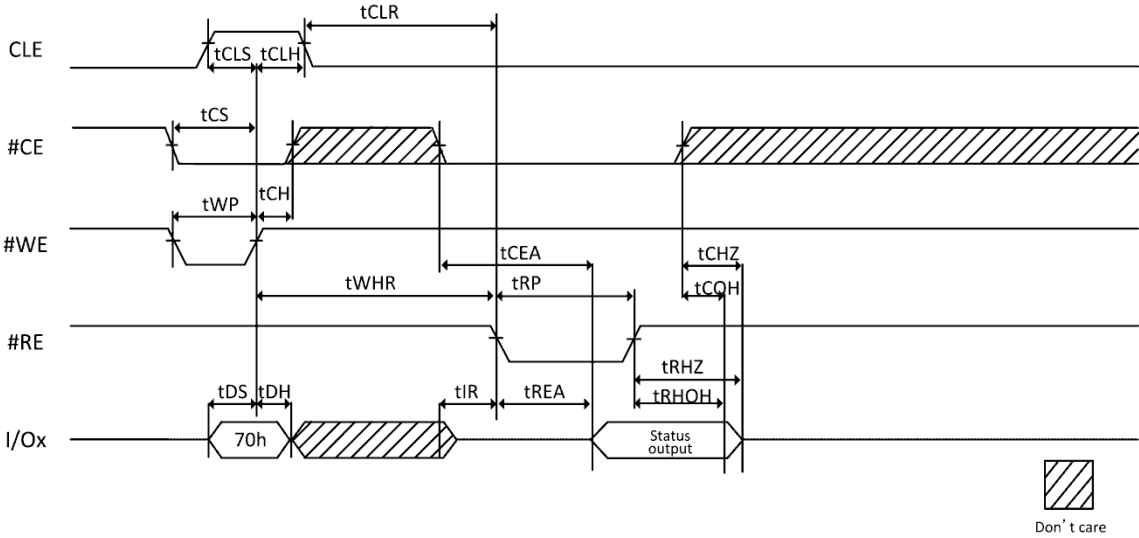 tCLR
CLE
tCLS
tCLH
tCS
#CE
tCH
tWP
#WE
tCEA
tCHZ
tWHR
tRP
tCOH
#RE
tRHZ
tDS
tDH
tIR
tREA
tRHOH
I/Ox
70h
Status
output
Don't care